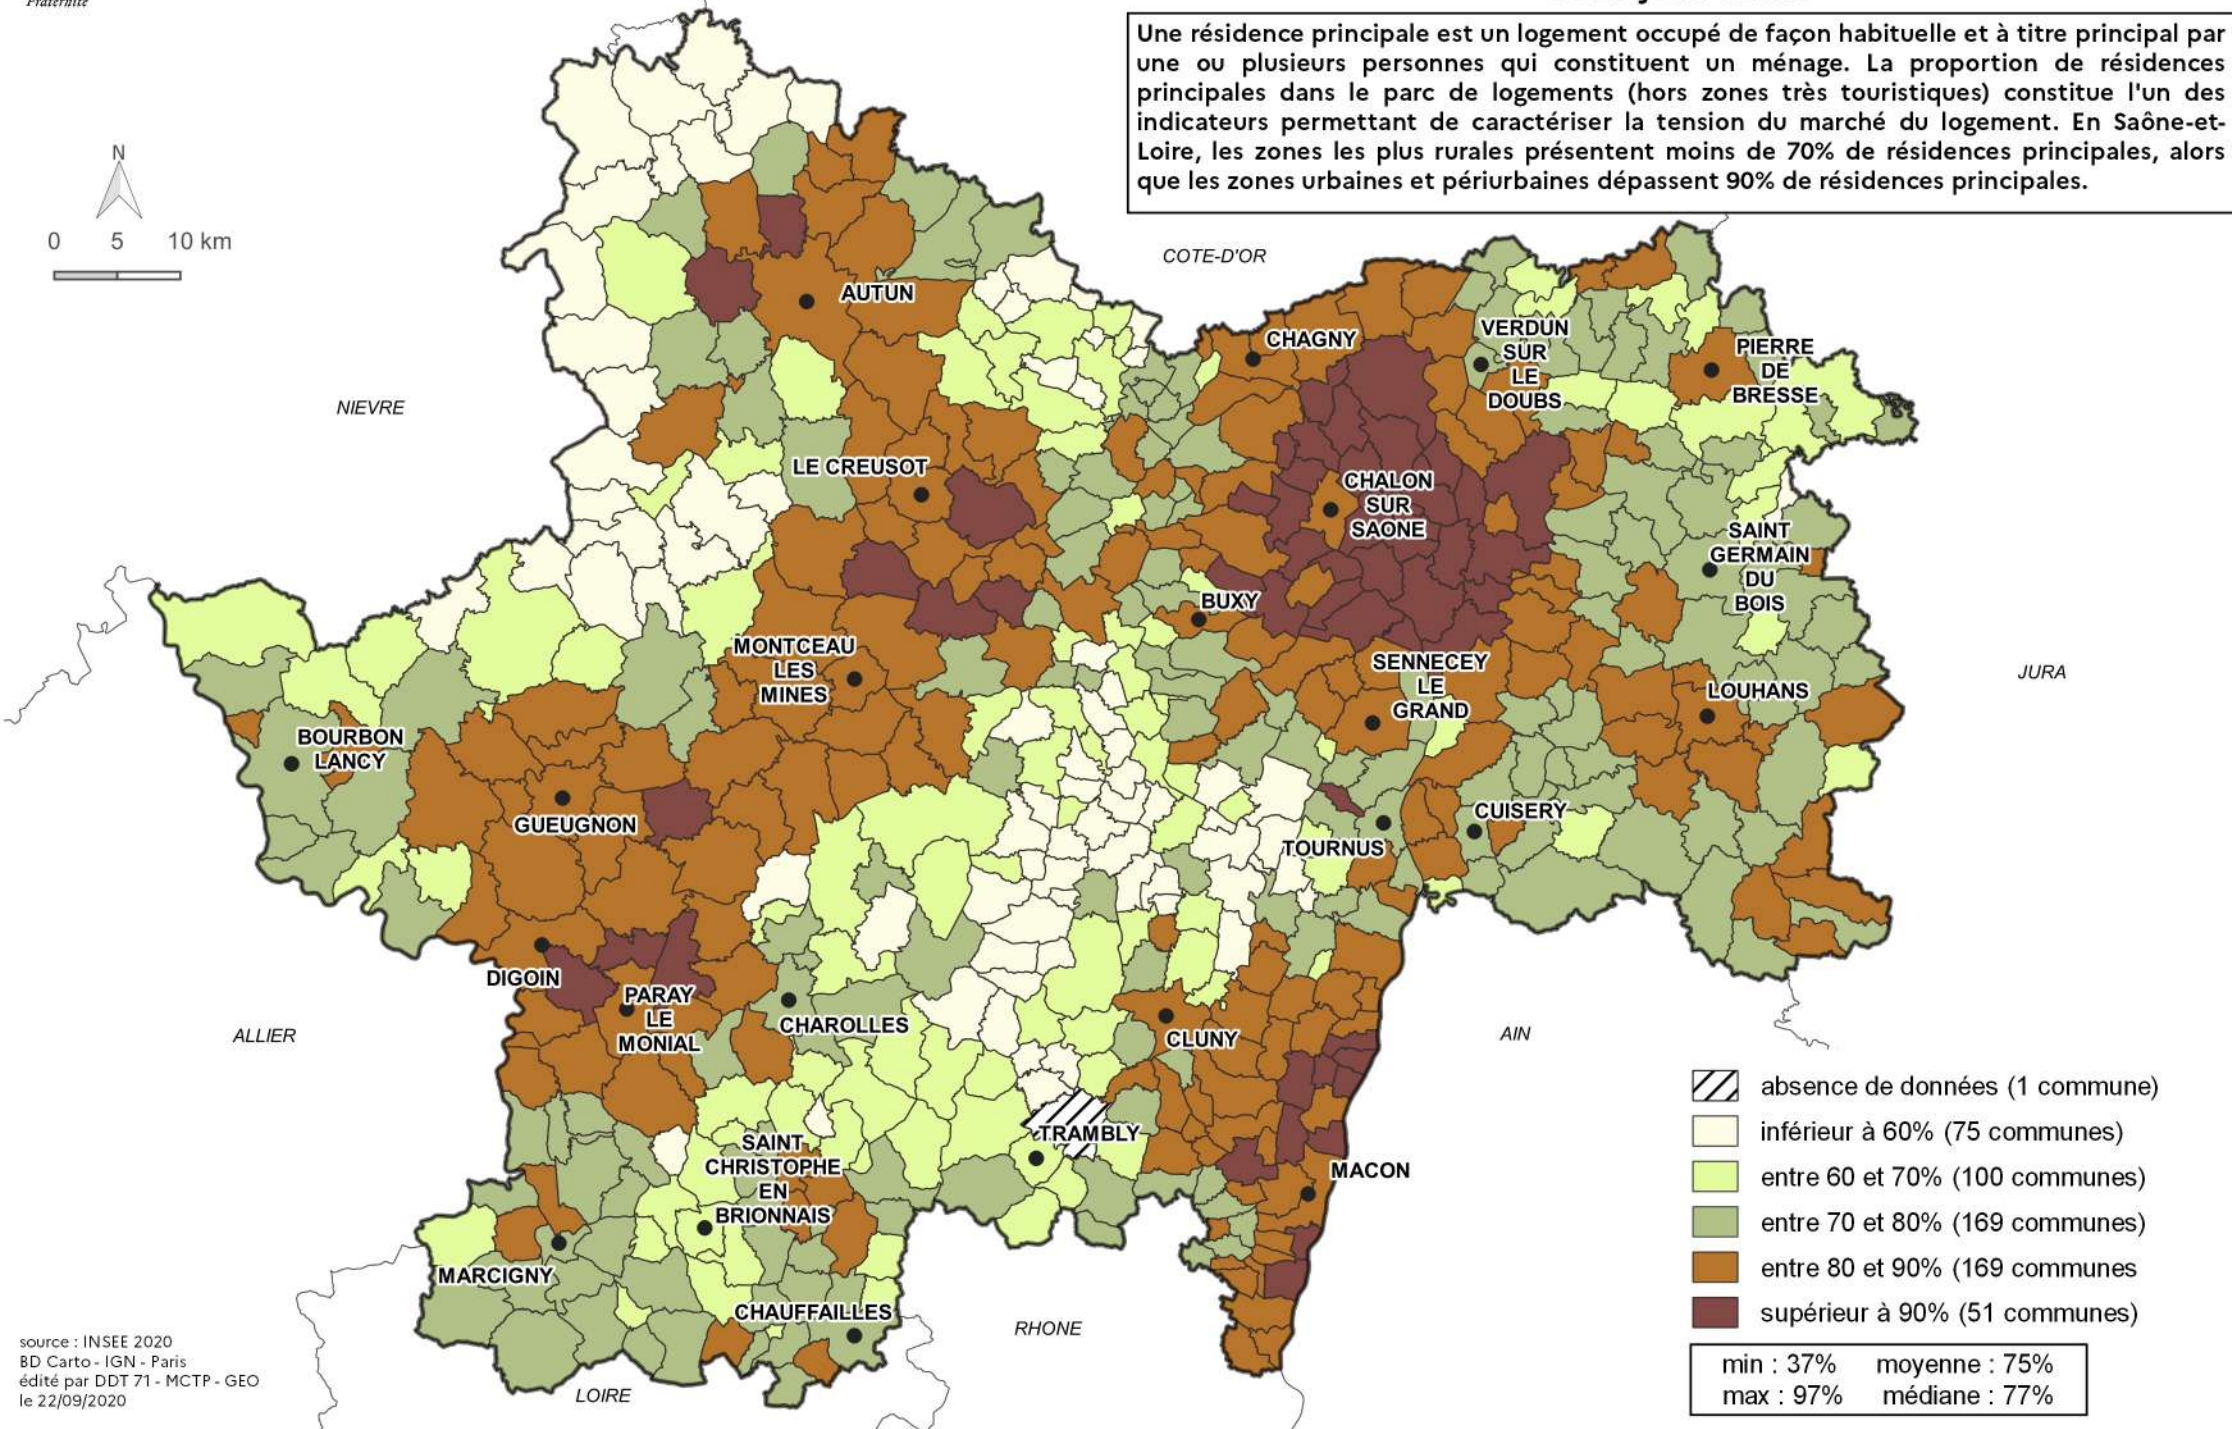 Fraternité
Une résidence principale est un logement occupé de façon habituelle et à titre principal par
une ou plusieurs personnes qui constituent un ménage. La proportion de résidences
principales dans le parc de logements (hors zones très touristiques) constitue l'un des
indicateurs permettant de caractériser la tension du marché du logement. En Saône-et-
Loire, les zones les plus rurales présentent moins de 70% de résidences principales, alors
que les zones urbaines et périurbaines dépassent 90% de résidences principales.
N
0 5 10 km
COTE-D'OR
AUTUN
CHAGNY
VERDUN
SUR
LE
DOUBS
PIERRE
DE
BRESSE
NIEVRE
LE CREUSOT
CHALON
SUR
SAONE
SAINT
GERMAIN
DU
BOIS
BUXY
MONTCEAU
LES
MINES
SENNECEY
LE
GRAND
LOUHANS
JURA
BOURBON
LANCY
GUEUGNON
CUISERY
TOURNUS
DIGOIN
PARAY
LE
MONIAL
CHAROLLES
CLUNY
ALLIER
AIN
TRAMBLY
SAINT
CHRISTOPHE
EN
BRIONNAIS
MACON
MARCIGNY
CHAUFFAILLES
RHONE
LOIRE
absence de données (1 commune)
inférieur à 60% (75 communes)
entre 60 et 70% (100 communes)
entre 70 et 80% (169 communes)
entre 80 et 90% (169 communes
supérieur à 90% (51 communes)
min : 37% moyenne : 75%
max : 97% médiane : 77%
source : INSEE 2020
BD Carto - IGN - Paris
édité par DDT 71 - MCTP - GEO
le 22/09/2020